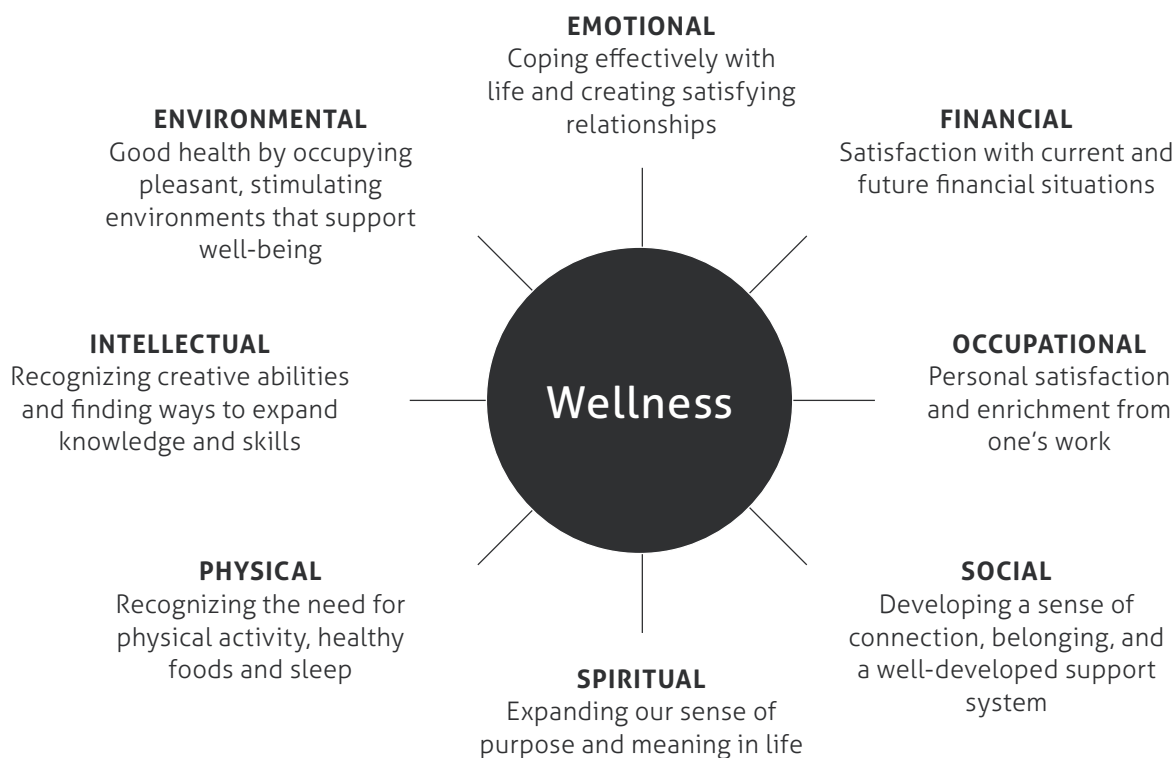 EMOTIONAL
Coping effectively with
life and creating satisfying
relationships
FINANCIAL
Satisfaction with current and
future financial situations
OCCUPATIONAL
Personal satisfaction
and enrichment from
one’s work
SOCIAL
Developing a sense of
connection, belonging, and
a well-developed support
system
SPIRITUAL
Expanding our sense of
purpose and meaning in life
PHYSICAL
Recognizing the need for
physical activity, healthy
foods and sleep
INTELLECTUAL
Recognizing creative abilities
and finding ways to expand
knowledge and skills
ENVIRONMENTAL
Good health by occupying
pleasant, stimulating
environments that support
well-being
Wellness